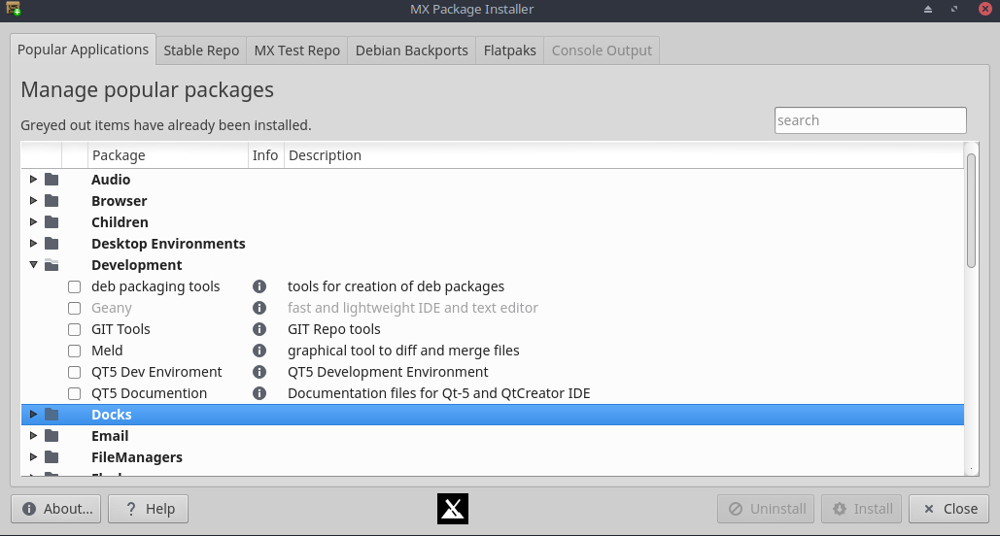 MX Package Installer
Popular Applications Stable Repo MX Test Repo Debian Backports Flatpaks Console Output
Manage popular packages
Greyed out items have already been installed.
search
Package Info Description
Audio
Browser
Children
Desktop Environments
Development
deb packaging tools tools for creation of deb packages
Geany fast and lightweight IDE and text editor
GIT Tools GIT Repo tools
Meld graphical tool to diff and merge files
QT5 Dev Enviroment QT5 Development Environment
QT5 Documention Documentation files for Qt-5 and QtCreator IDE
Docks
Email
FileManagers
About... Help Uninstall Install Close